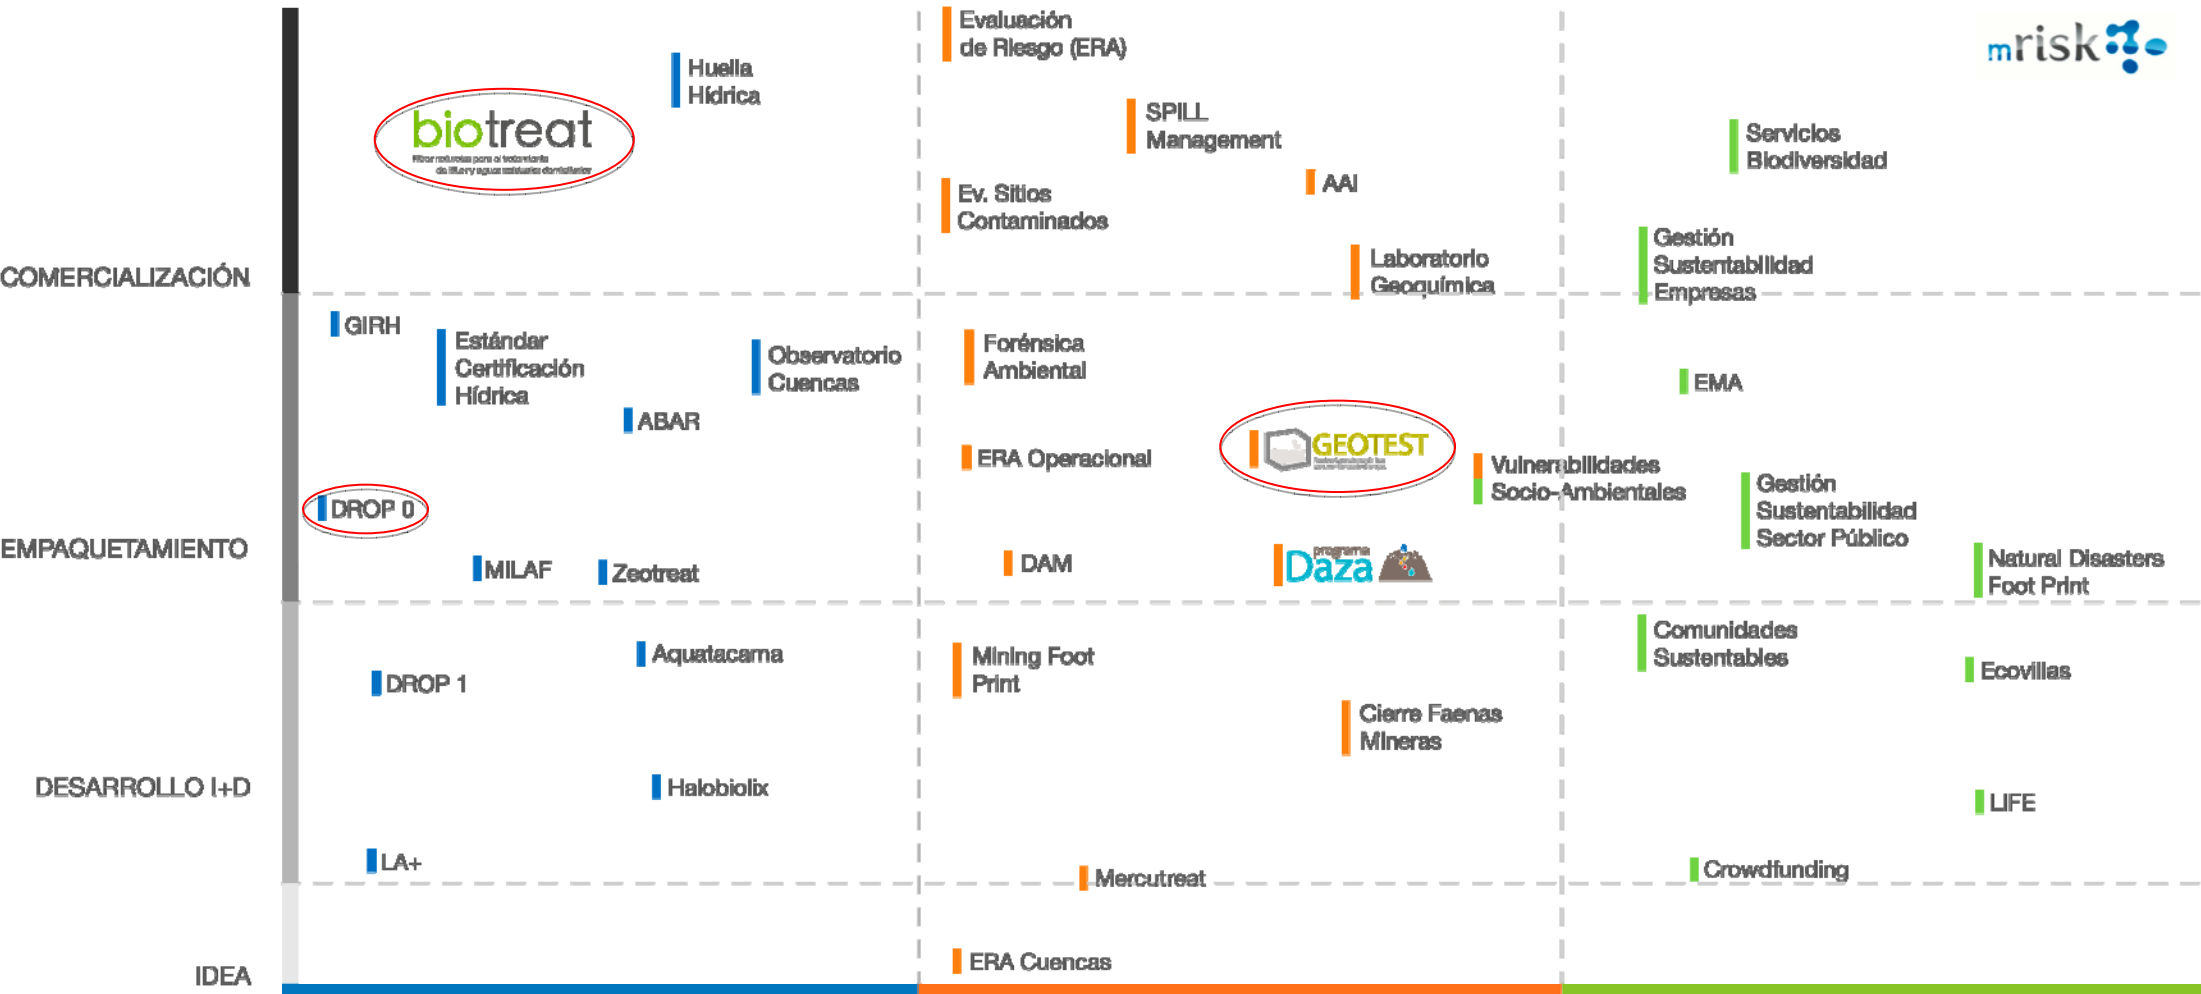 Evaluación
de Riesgo (ERA)
mrisk
Huella
Hídrica
biotreat
SPILL
Management
Servicios
Biodiversidad
AAI
Ev. Sitios
Contaminados
Gestión
Sustentabilidad
Empresas
Laboratorio
Geoquímica
COMERCIALIZACIÓN
GIRH
Estándar
Certificación
Hídrica
Observatorio
Cuencas
Forénsica
Ambiental
EMA
ABAR
GEOTEST
ERA Operacional
Vulnerabilidades
Socio-Ambientales
Gestión
Sustentabilidad
Sector Público
DROP 0
EMPAQUETAMIENTO
MILAF
Zeotreat
DAM
programa
Daza
Natural Disasters
Foot Print
Comunidades
Sustentables
Aquatacama
Mining Foot
Print
Ecovillas
DROP 1
Cierre Faenas
Mineras
DESARROLLO I+D
Halobiolix
LIFE
LA+
Mercutreat
Crowdfunding
IDEA
ERA Cuencas